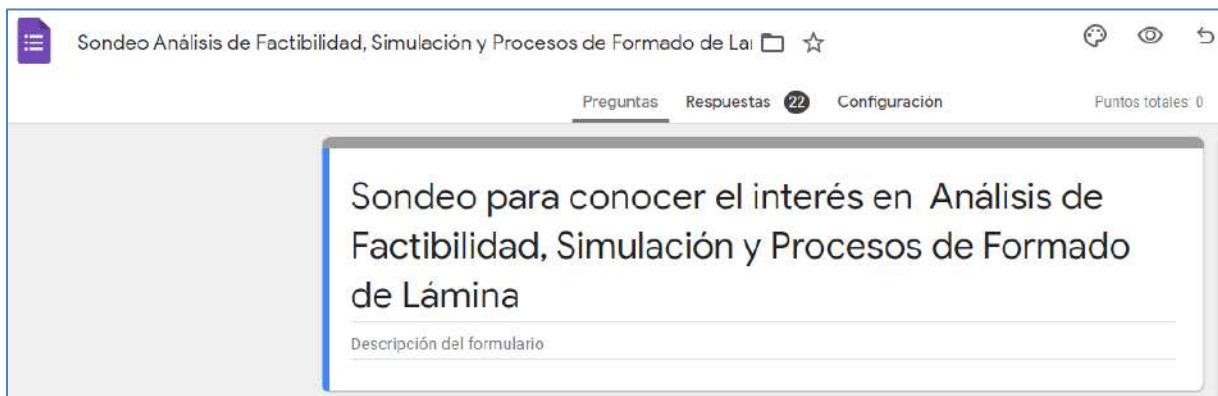 Sondeo Análisis de Factibilidad, Simulación y Procesos de Formado de La
Preguntas Respuestas 22 Configuración Puntos totales: 0
Sondeo para conocer el interés en Análisis de
Factibilidad, Simulación y Procesos de Formado
de Lámina
Descripción del formulario